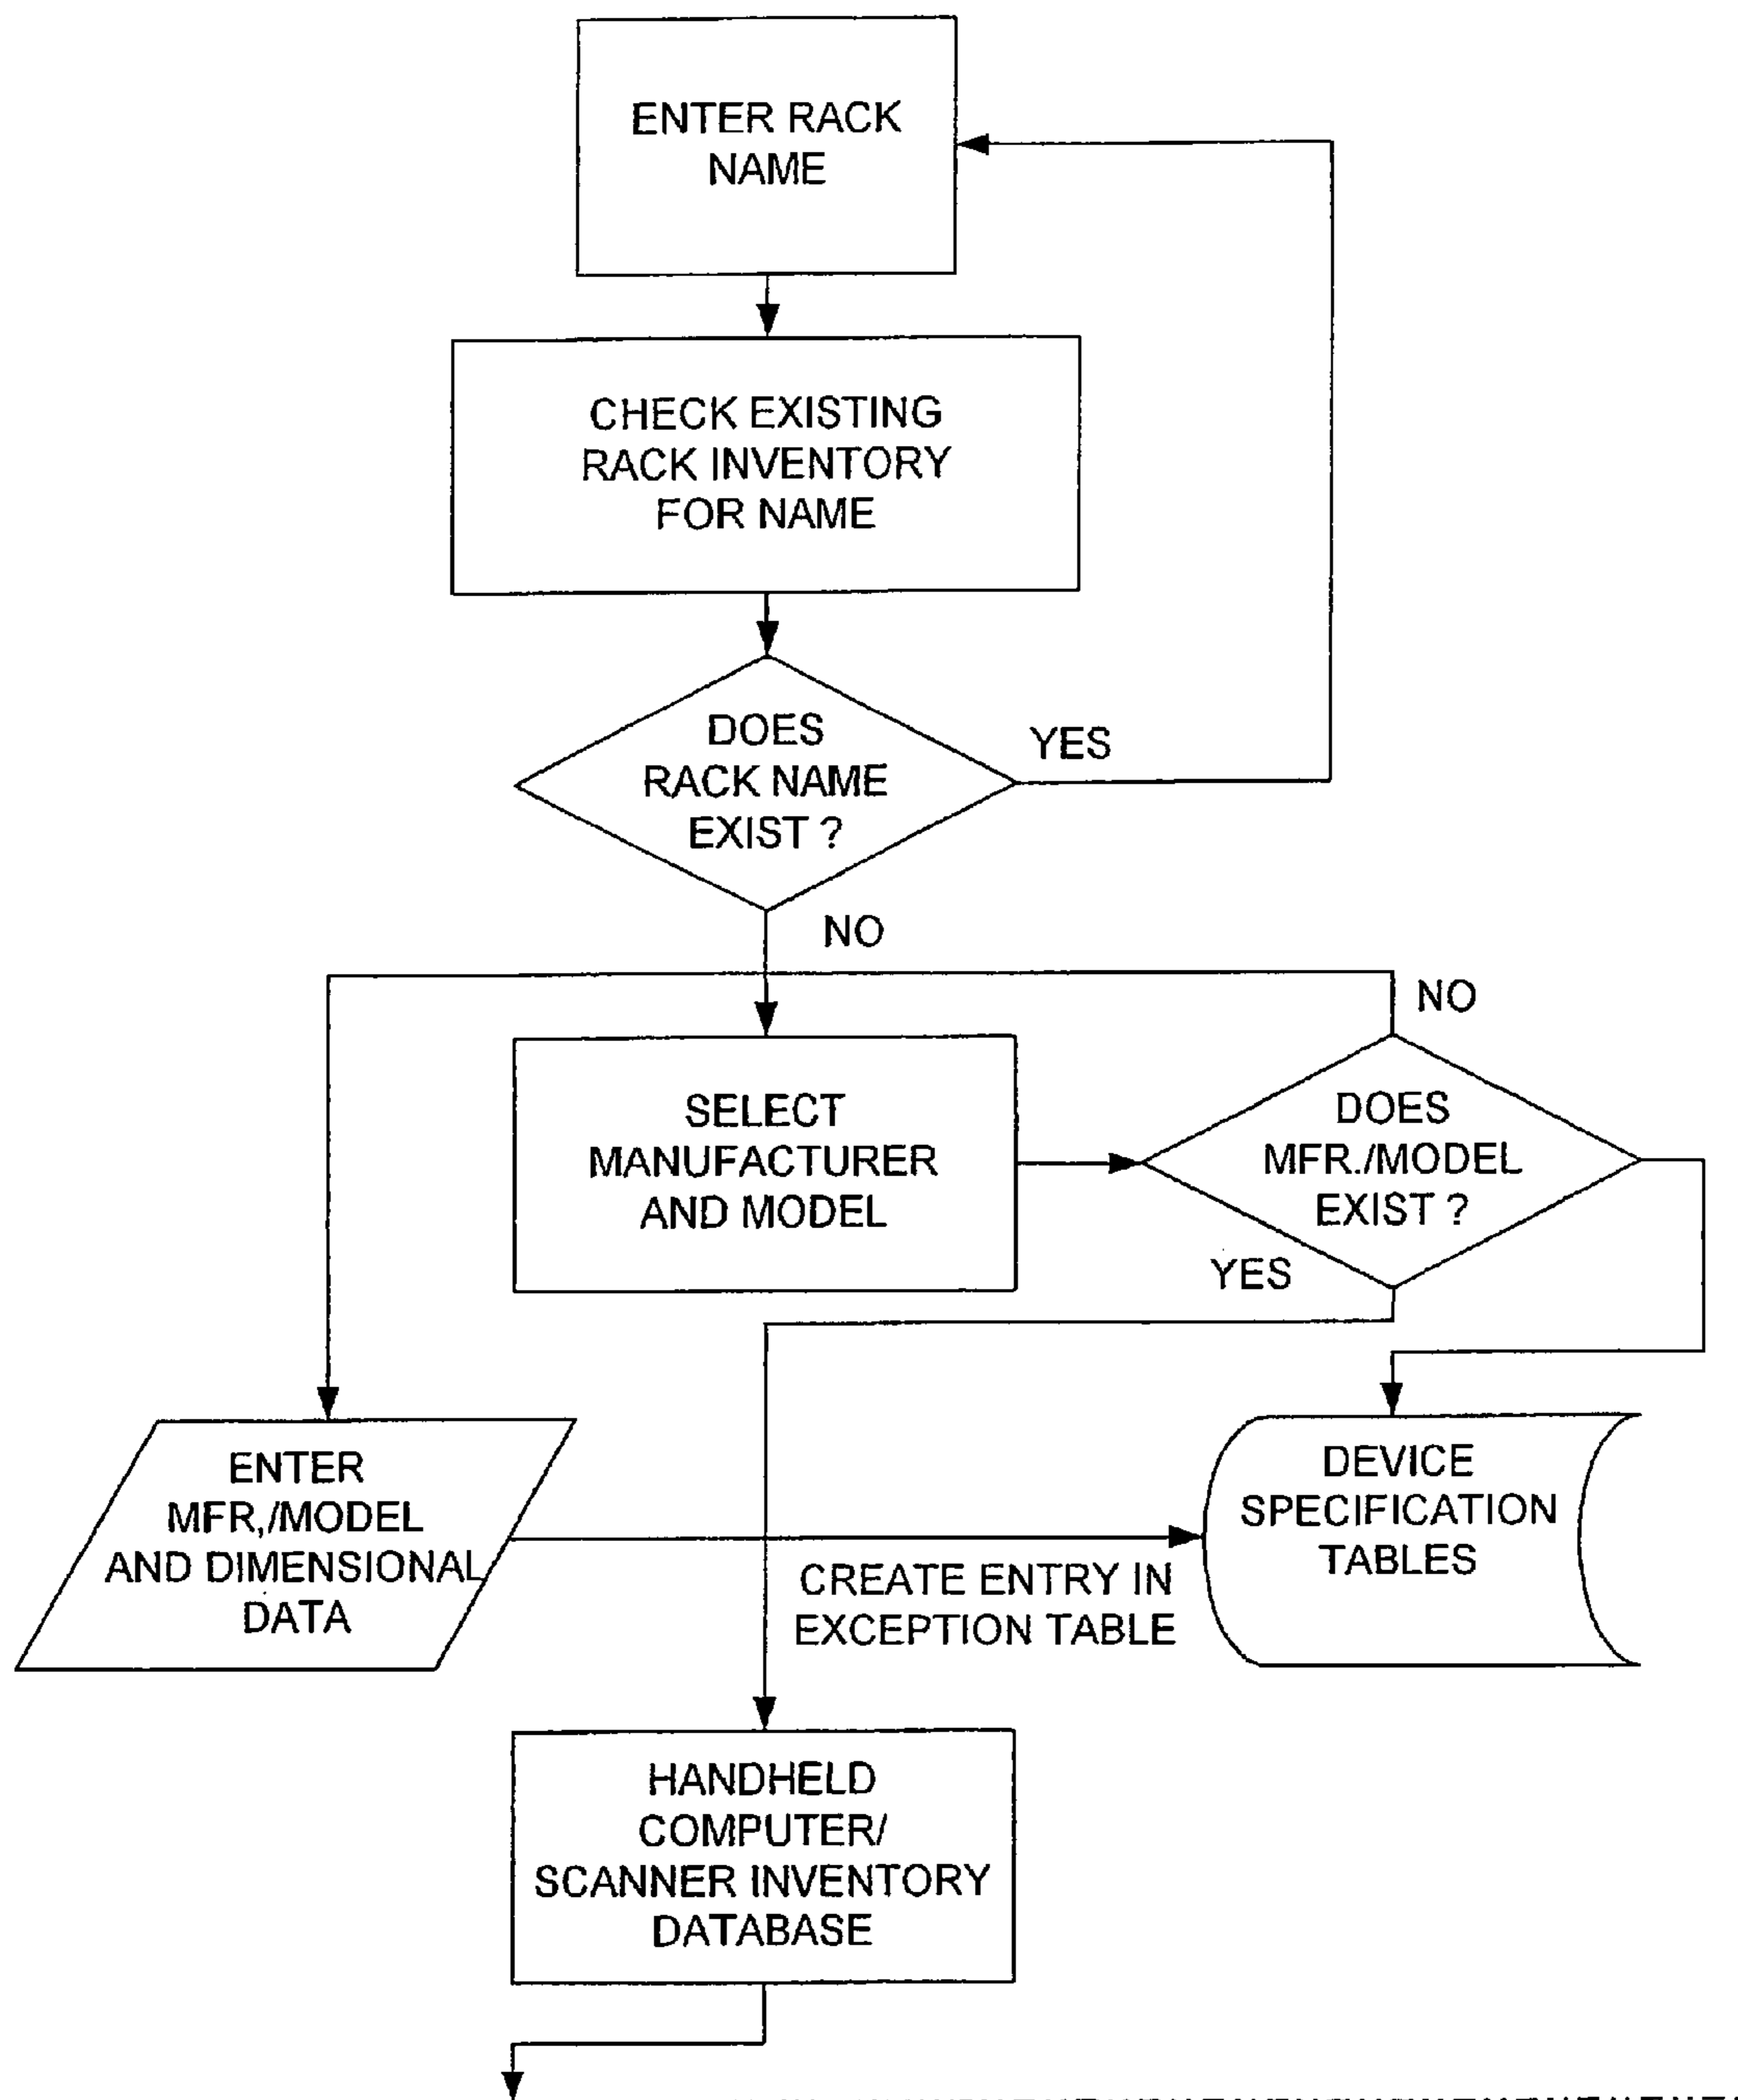 ENTER RACK
NAME
CHECK EXISTING
RACK INVENTORY
FOR NAME
DOES
RACK NAME
EXIST ?
YES
NO
NO
SELECT
MANUFACTURER
AND MODEL
DOES
MFR./MODEL
EXIST ?
YES
ENTER
MFR,/MODEL
AND DIMENSIONAL
DATA
DEVICE
SPECIFICATION
TABLES
CREATE ENTRY IN
EXCEPTION TABLE
HANDHELD
COMPUTER/
SCANNER INVENTORY
DATABASE